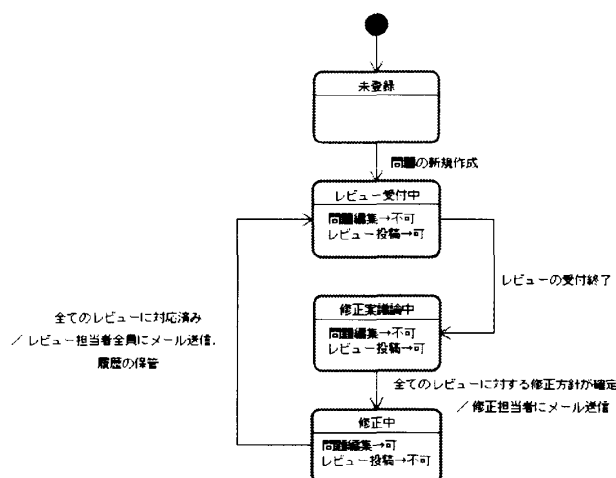 未登録
問題の新規作成
レビュー受付中
問題編集→不可
レビュー投稿→可
レビューの受付終了
全てのレビューに対応済み
／レビュー担当者全員にメール送信,
履歴の保管
修正案議論中
問題編集→不可
レビュー投稿→可
全てのレビューに対する修正方針が確定
／修正担当者にメール送信
修正中
問題編集→可
レビュー投稿→不可